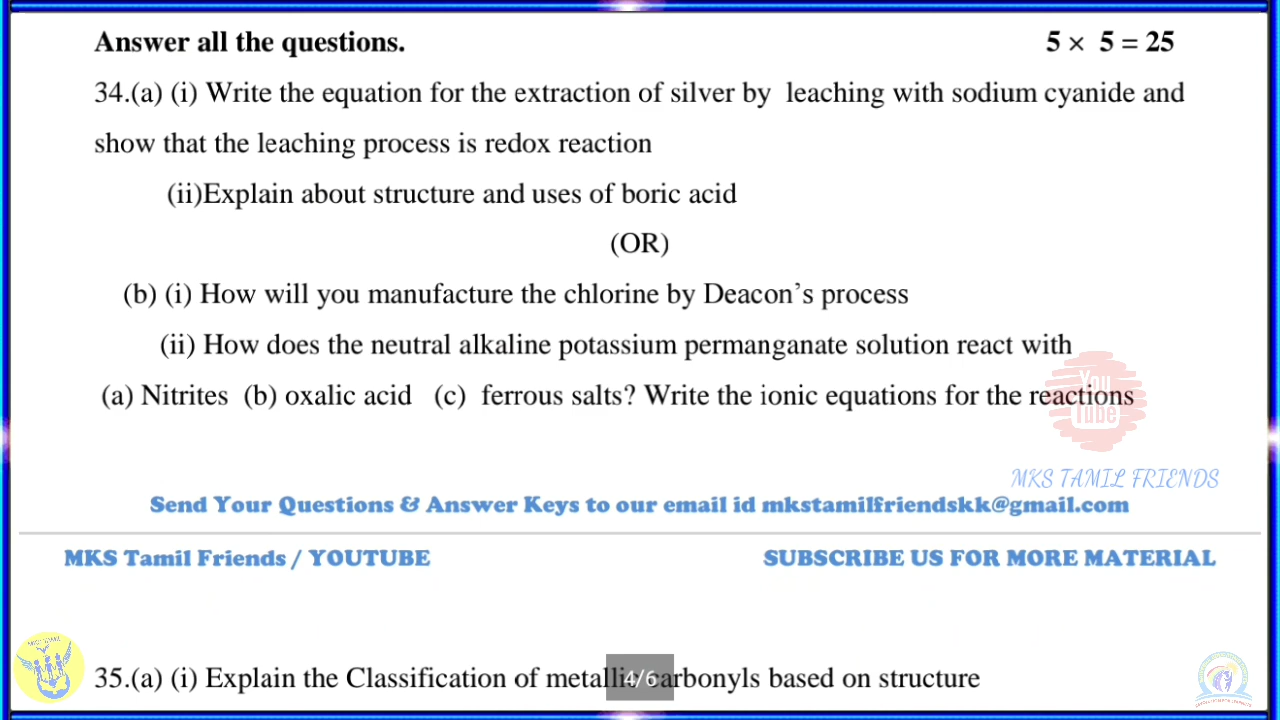 Answer all the questions. 5 × 5 = 25
34.(a) (i) Write the equation for the extraction of silver by leaching with sodium cyanide and
show that the leaching process is redox reaction
(ii)Explain about structure and uses of boric acid
(OR)
(b) (i) How will you manufacture the chlorine by Deacon’s process
(ii) How does the neutral alkaline potassium permanganate solution react with
(a) Nitrites (b) oxalic acid (c) ferrous salts? Write the ionic equations for the reactions
You
Tube
MKS TAMIL FRIENDS
Send Your Questions & Answer Keys to our email id mkstamilfriendskk@gmail.com
MKS Tamil Friends / YOUTUBE SUBSCRIBE US FOR MORE MATERIAL
35.(a) (i) Explain the Classification of metallic carbonyls based on structure
4/6